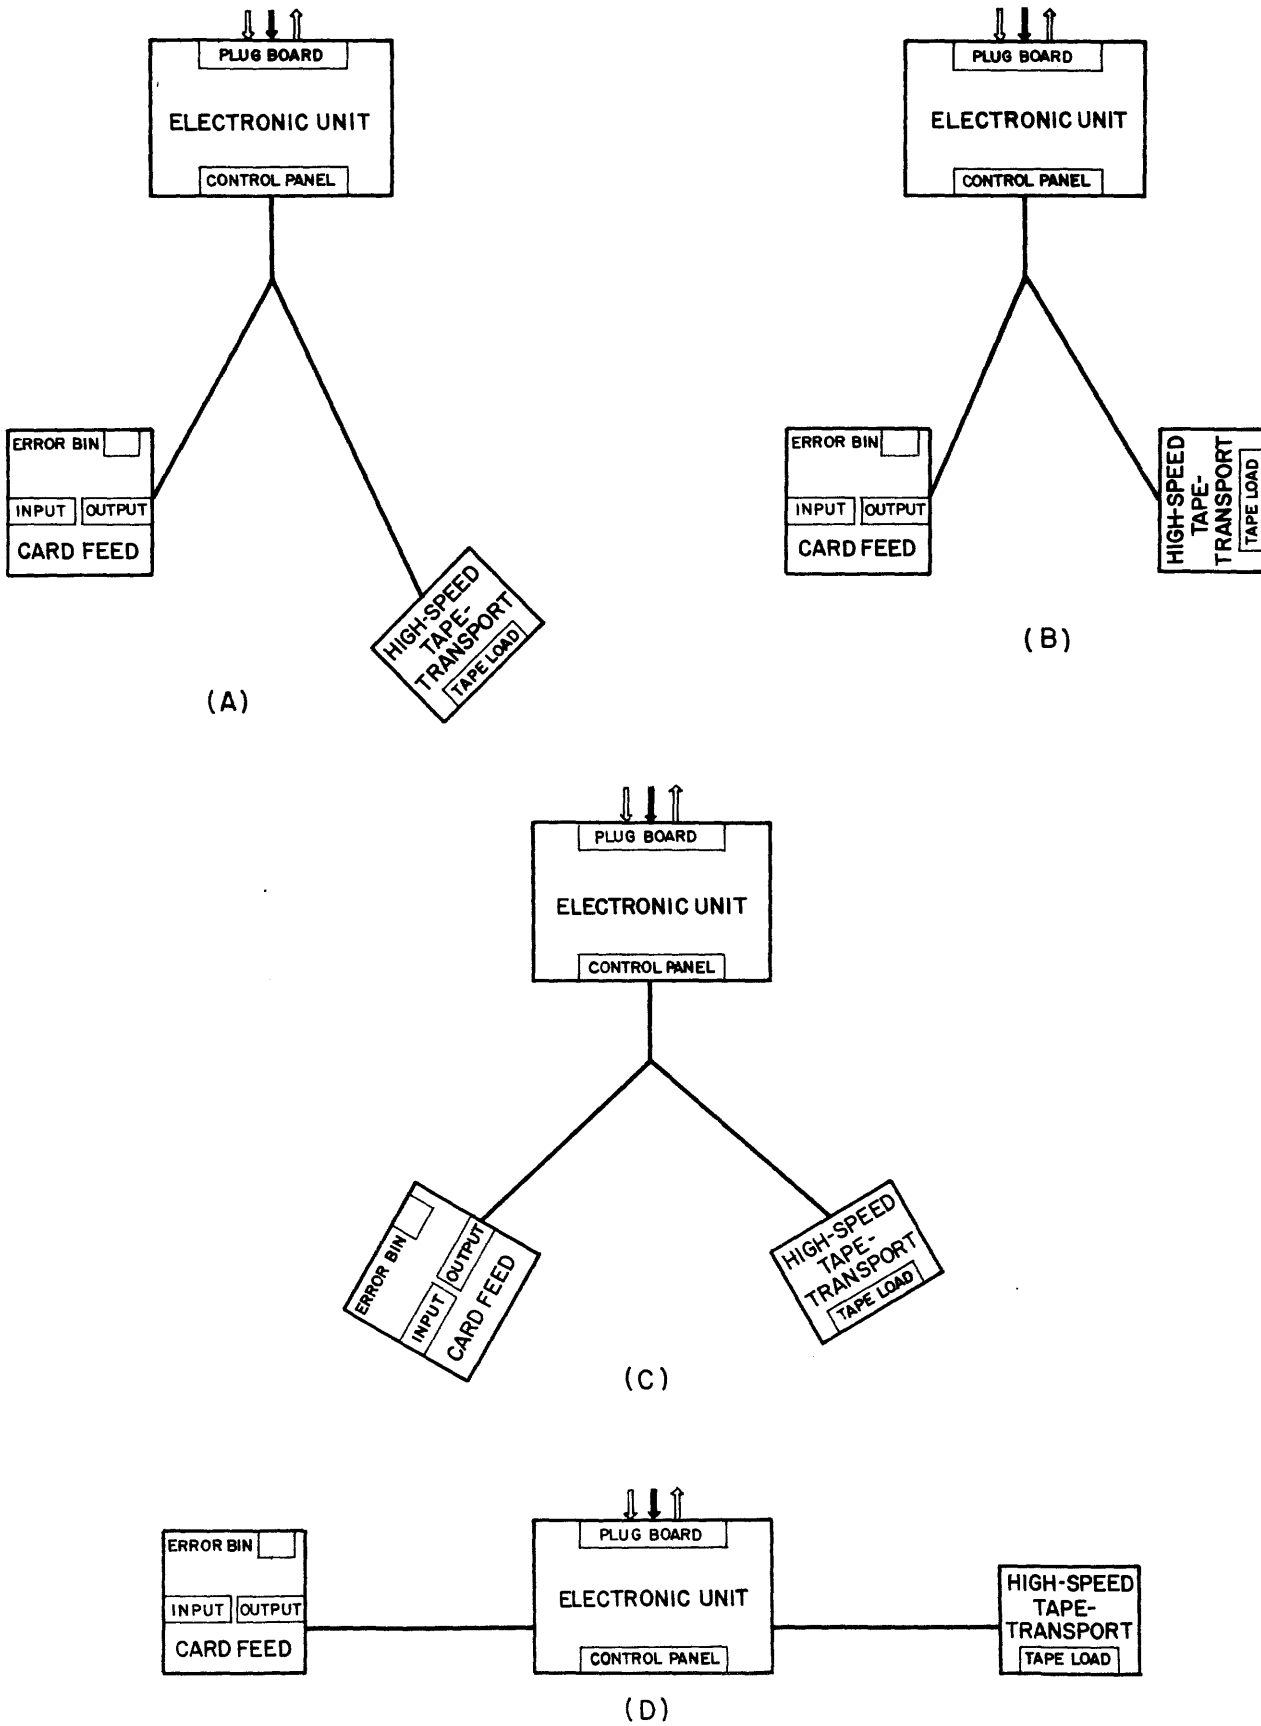 PLUG BOARD
ELECTRONIC UNIT
CONTROL PANEL
ERROR BIN
INPUT
OUTPUT
CARD FEED
HIGH-SPEED
TAPE-
TRANSPORT
TAPE LOAD
(A)
PLUG BOARD
ELECTRONIC UNIT
CONTROL PANEL
ERROR BIN
INPUT
OUTPUT
CARD FEED
HIGH-SPEED
TAPE-
TRANSPORT
TAPE LOAD
(B)
PLUG BOARD
ELECTRONIC UNIT
CONTROL PANEL
ERROR BIN
INPUT
OUTPUT
CARD FEED
HIGH-SPEED
TAPE-
TRANSPORT
TAPE LOAD
(C)
PLUG BOARD
ELECTRONIC UNIT
CONTROL PANEL
ERROR BIN
INPUT
OUTPUT
CARD FEED
HIGH-SPEED
TAPE-
TRANSPORT
TAPE LOAD
(D)